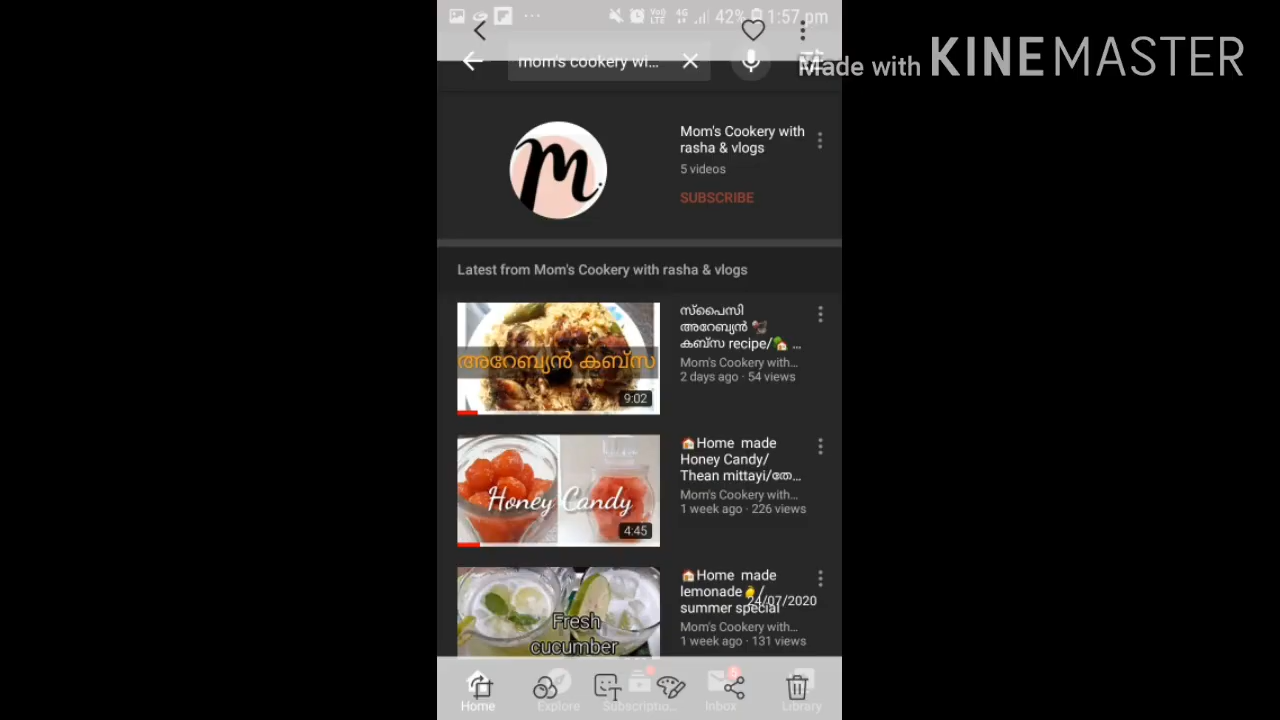 42% 1:57 pm
mom's cookery wi...
Made with KINEMASTER
m.
Mom's Cookery with
rasha & vlogs
5 videos
SUBSCRIBE
Latest from Mom's Cookery with rasha & vlogs
അറേബ്യൻ കബ്സ
9:02
സ്പൈസി
അറേബ്യൻ 🐓
കബ്സ recipe/🏡 ...
Mom's Cookery with...
2 days ago · 54 views
Honey Candy
4:45
🏠Home made
Honey Candy/
Thean mittayi/തേ...
Mom's Cookery with...
1 week ago · 226 views
Fresh
cucumber
🏠Home made
lemonade🍋/
summer special
24/07/2020
Mom's Cookery with...
1 week ago · 131 views
Home Explore Subscriptio... Inbox Library